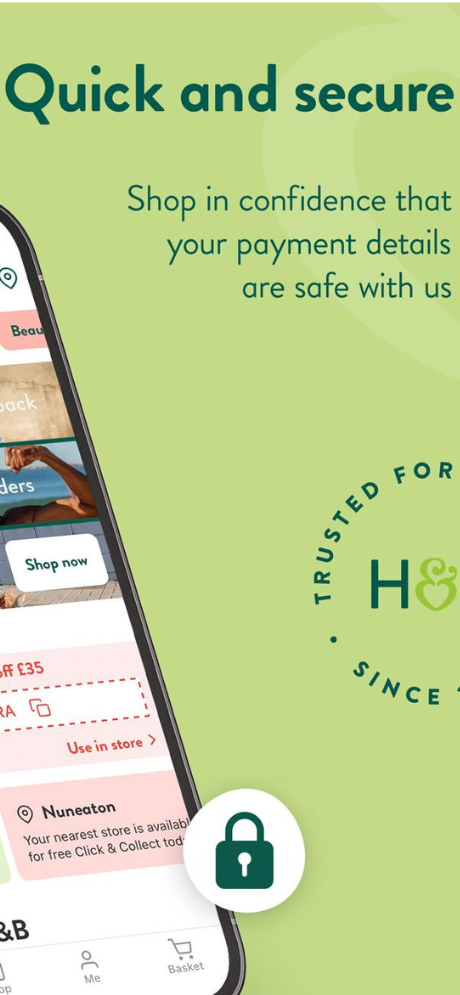 Quick and secure
Shop in confidence that
your payment details
are safe with us
Beau
back
ders
Shop now
off £35
RA
Use in store
Nuneaton
Your nearest store is availabl
for free Click & Collect tod
&B
op
Me
Basket
TRUSTED FOR
H&
SINCE